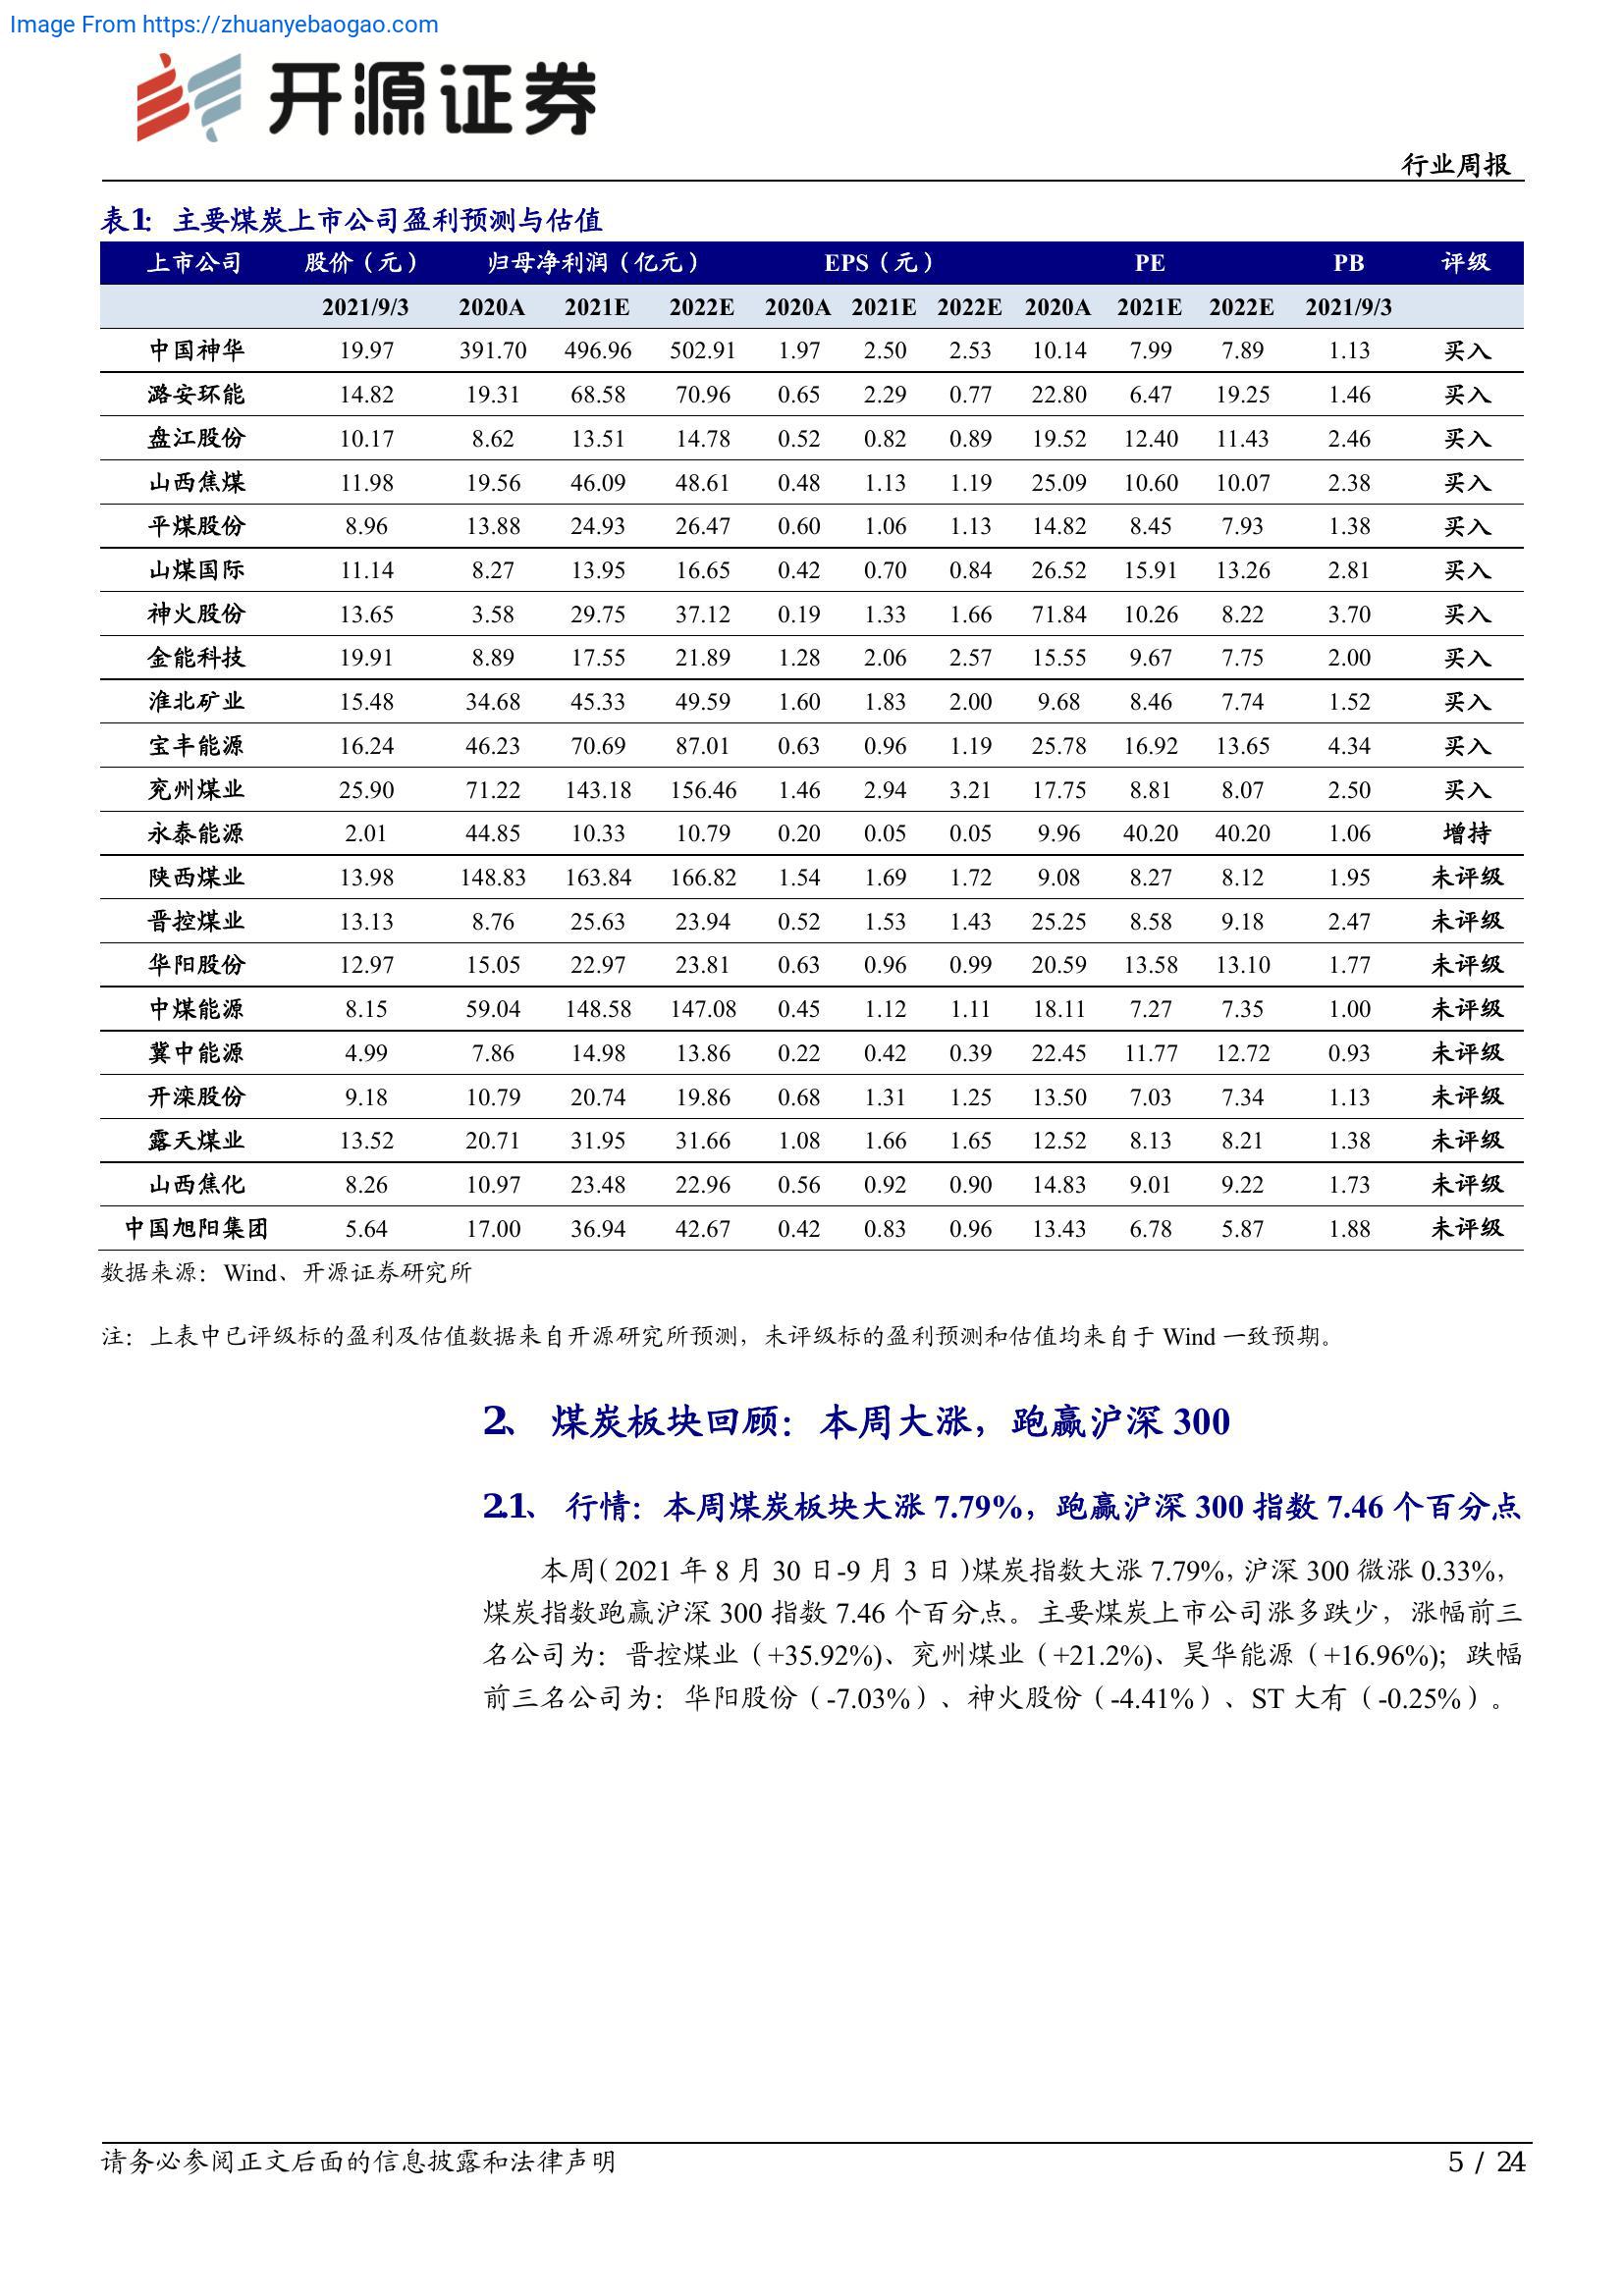 Image From https://zhuanyebaogao.com
开源证券
行业周报
表1： 主要煤炭上市公司盈利预测与估值
上市公司 股价（元） 归母净利润（亿元） EPS（元） PE PB 评级
2021/9/3 2020A 2021E 2022E 2020A 2021E 2022E 2020A 2021E 2022E 2021/9/3
中国神华 19.97 391.70 496.96 502.91 1.97 2.50 2.53 10.14 7.99 7.89 1.13 买入
潞安环能 14.82 19.31 68.58 70.96 0.65 2.29 0.77 22.80 6.47 19.25 1.46 买入
盘江股份 10.17 8.62 13.51 14.78 0.52 0.82 0.89 19.52 12.40 11.43 2.46 买入
山西焦煤 11.98 19.56 46.09 48.61 0.48 1.13 1.19 25.09 10.60 10.07 2.38 买入
平煤股份 8.96 13.88 24.93 26.47 0.60 1.06 1.13 14.82 8.45 7.93 1.38 买入
山煤国际 11.14 8.27 13.95 16.65 0.42 0.70 0.84 26.52 15.91 13.26 2.81 买入
神火股份 13.65 3.58 29.75 37.12 0.19 1.33 1.66 71.84 10.26 8.22 3.70 买入
金能科技 19.91 8.89 17.55 21.89 1.28 2.06 2.57 15.55 9.67 7.75 2.00 买入
淮北矿业 15.48 34.68 45.33 49.59 1.60 1.83 2.00 9.68 8.46 7.74 1.52 买入
宝丰能源 16.24 46.23 70.69 87.01 0.63 0.96 1.19 25.78 16.92 13.65 4.34 买入
兖州煤业 25.90 71.22 143.18 156.46 1.46 2.94 3.21 17.75 8.81 8.07 2.50 买入
永泰能源 2.01 44.85 10.33 10.79 0.20 0.05 0.05 9.96 40.20 40.20 1.06 增持
陕西煤业 13.98 148.83 163.84 166.82 1.54 1.69 1.72 9.08 8.27 8.12 1.95 未评级
晋控煤业 13.13 8.76 25.63 23.94 0.52 1.53 1.43 25.25 8.58 9.18 2.47 未评级
华阳股份 12.97 15.05 22.97 23.81 0.63 0.96 0.99 20.59 13.58 13.10 1.77 未评级
中煤能源 8.15 59.04 148.58 147.08 0.45 1.12 1.11 18.11 7.27 7.35 1.00 未评级
冀中能源 4.99 7.86 14.98 13.86 0.22 0.42 0.39 22.45 11.77 12.72 0.93 未评级
开滦股份 9.18 10.79 20.74 19.86 0.68 1.31 1.25 13.50 7.03 7.34 1.13 未评级
露天煤业 13.52 20.71 31.95 31.66 1.08 1.66 1.65 12.52 8.13 8.21 1.38 未评级
山西焦化 8.26 10.97 23.48 22.96 0.56 0.92 0.90 14.83 9.01 9.22 1.73 未评级
中国旭阳集团 5.64 17.00 36.94 42.67 0.42 0.83 0.96 13.43 6.78 5.87 1.88 未评级
数据来源：Wind、开源证券研究所
注：上表中已评级标的盈利及估值数据来自开源研究所预测，未评级标的盈利预测和估值均来自于 Wind 一致预期。
2、 煤炭板块回顾：本周大涨，跑赢沪深 300
2.1、 行情：本周煤炭板块大涨 7.79%，跑赢沪深 300 指数 7.46 个百分点
本周（2021 年 8 月 30 日-9 月 3 日）煤炭指数大涨 7.79%，沪深 300 微涨 0.33%，
煤炭指数跑赢沪深 300 指数 7.46 个百分点。主要煤炭上市公司涨多跌少，涨幅前三
名公司为：晋控煤业（+35.92%)、兖州煤业（+21.2%)、昊华能源（+16.96%)；跌幅
前三名公司为：华阳股份（-7.03%）、神火股份（-4.41%）、ST 大有（-0.25%）。
请务必参阅正文后面的信息披露和法律声明
5 / 24